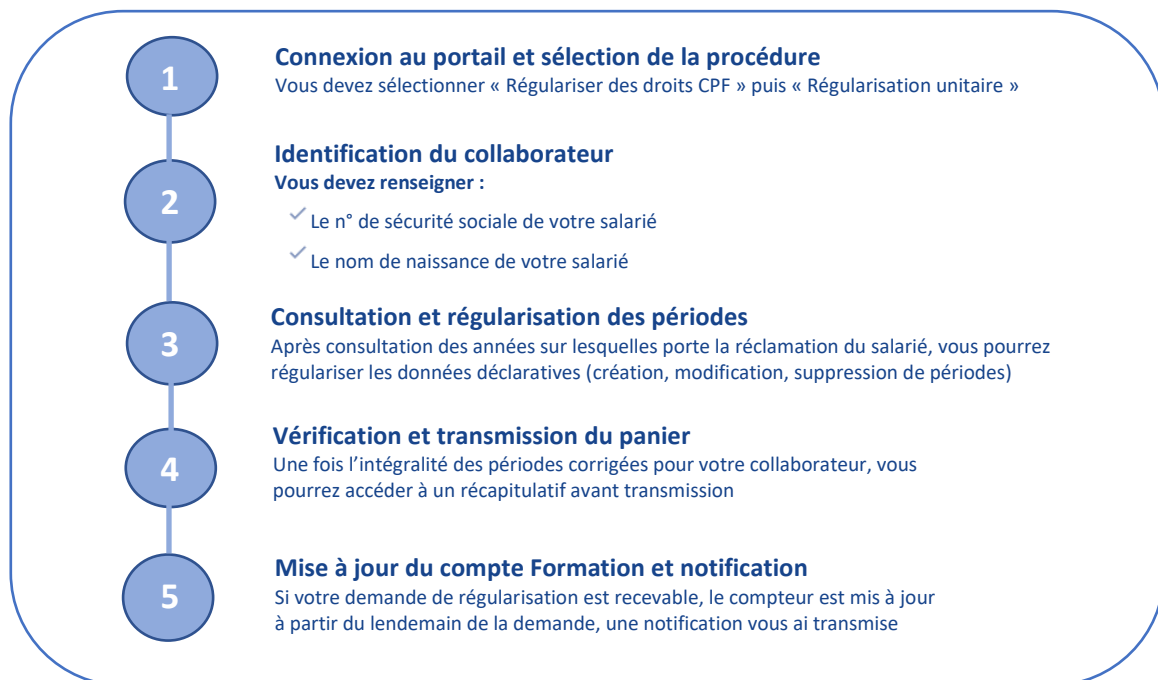 1
Connexion au portail et sélection de la procédure
Vous devez sélectionner « Régulariser des droits CPF » puis « Régularisation unitaire »
2
Identification du collaborateur
Vous devez renseigner :
Le n° de sécurité sociale de votre salarié
Le nom de naissance de votre salarié
3
Consultation et régularisation des périodes
Après consultation des années sur lesquelles porte la réclamation du salarié, vous pourrez
régulariser les données déclaratives (création, modification, suppression de périodes)
4
Vérification et transmission du panier
Une fois l’intégralité des périodes corrigées pour votre collaborateur, vous
pourrez accéder à un récapitulatif avant transmission
5
Mise à jour du compte Formation et notification
Si votre demande de régularisation est recevable, le compteur est mis à jour
à partir du lendemain de la demande, une notification vous ai transmise